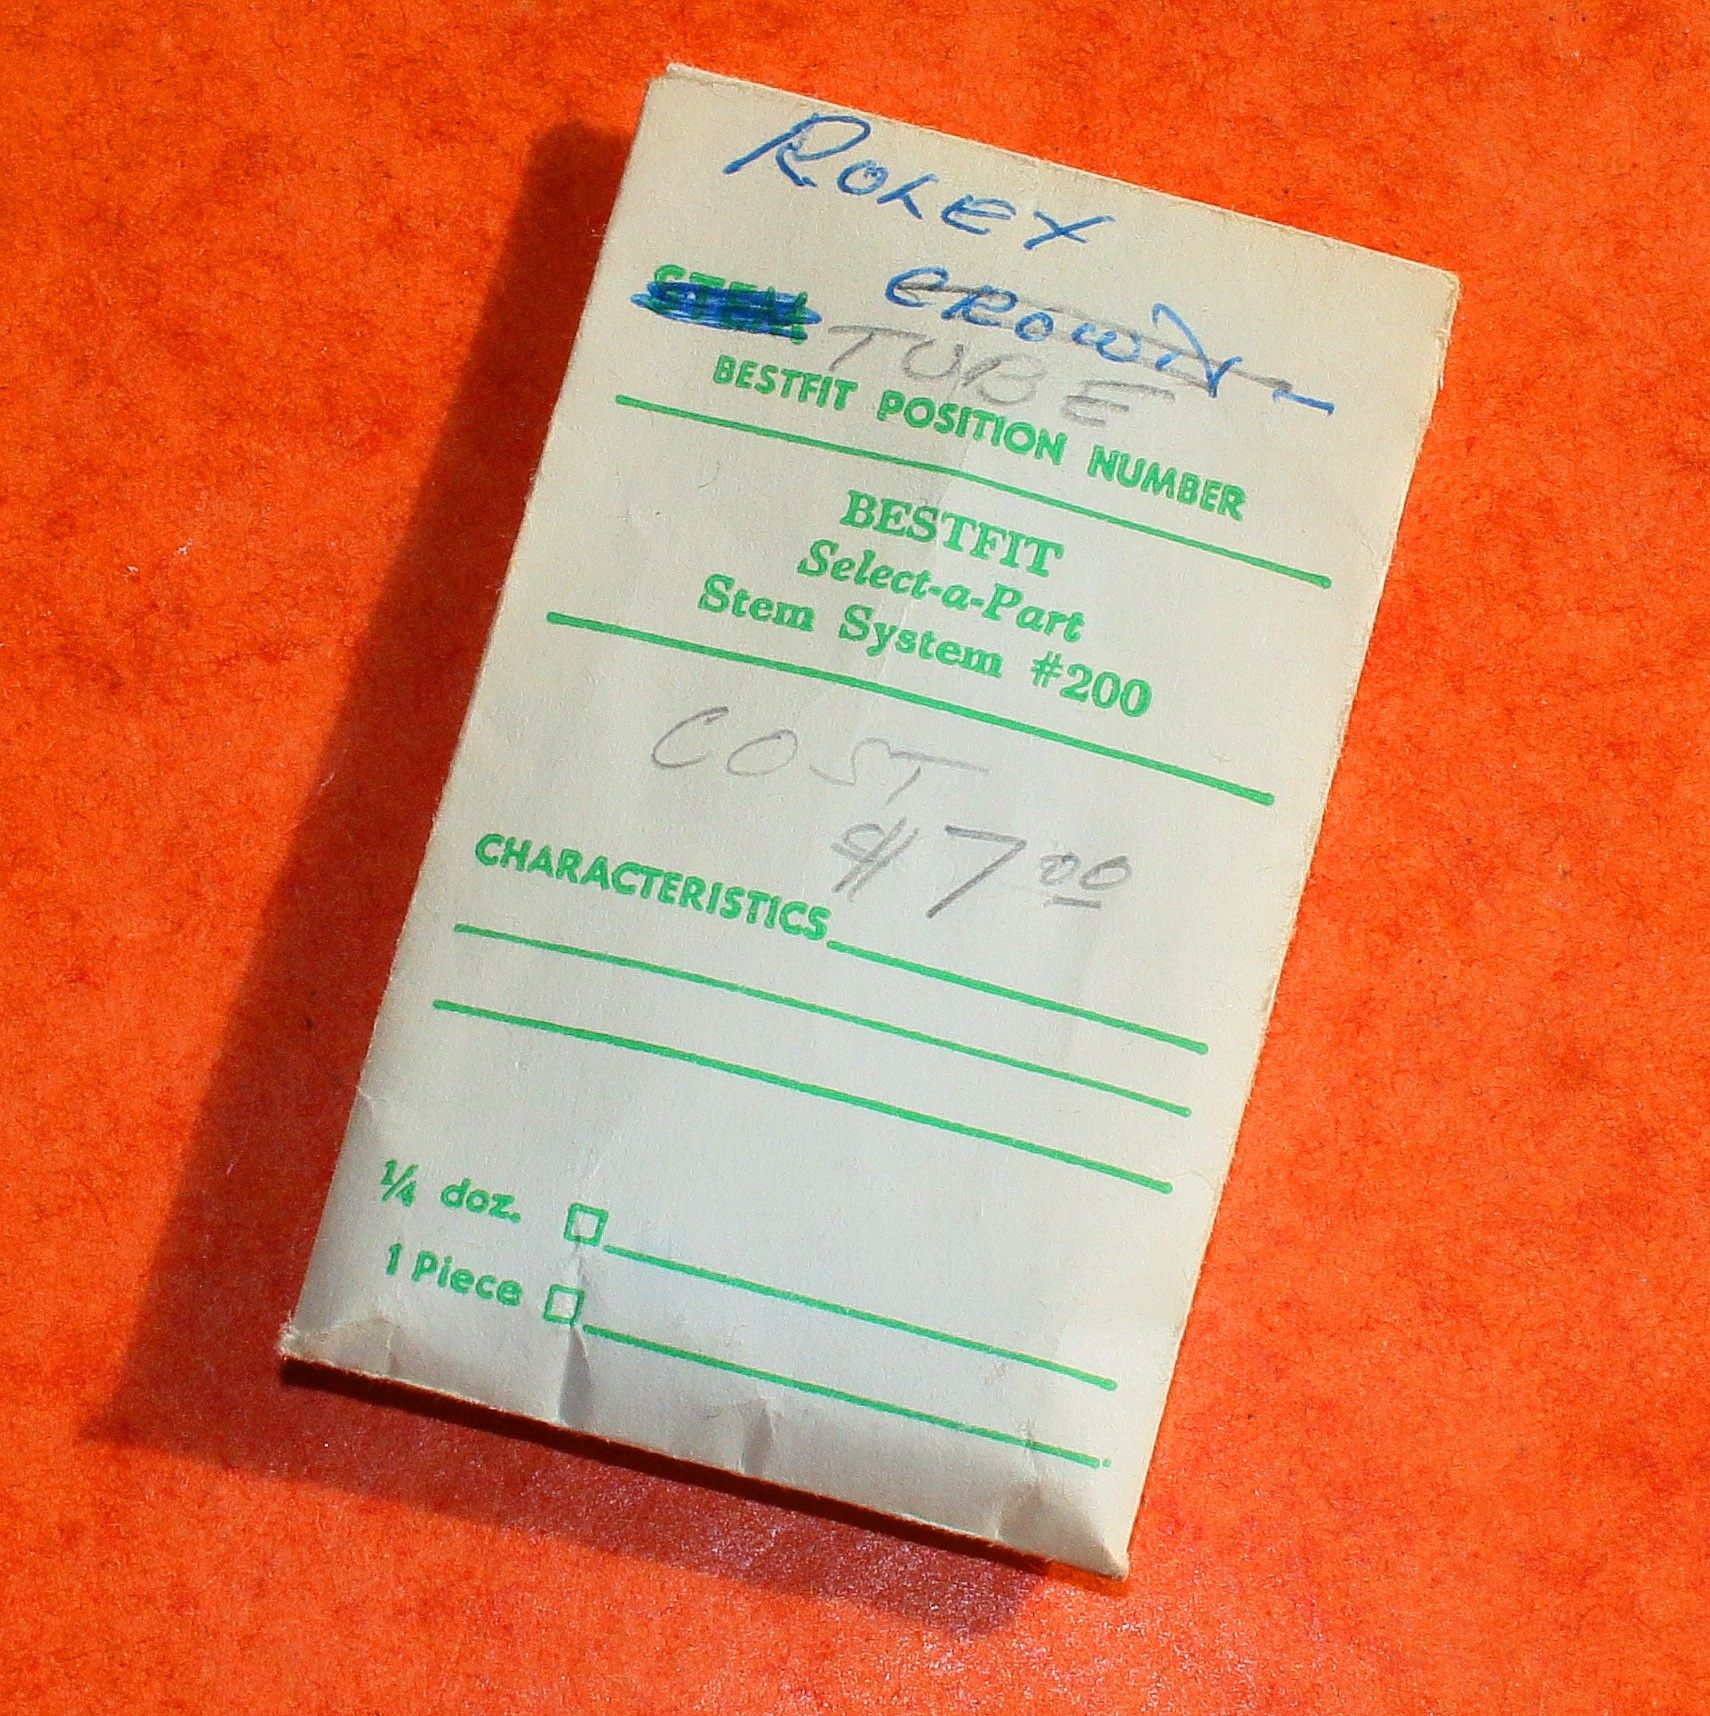 ROLEX
CROWN
STEM TUBE
BESTFIT POSITION NUMBER
BESTFIT
Select-a-Part
Stem System #200
COST
$7.00
CHARACTERISTICS
1/4 doz. □
1 Piece □